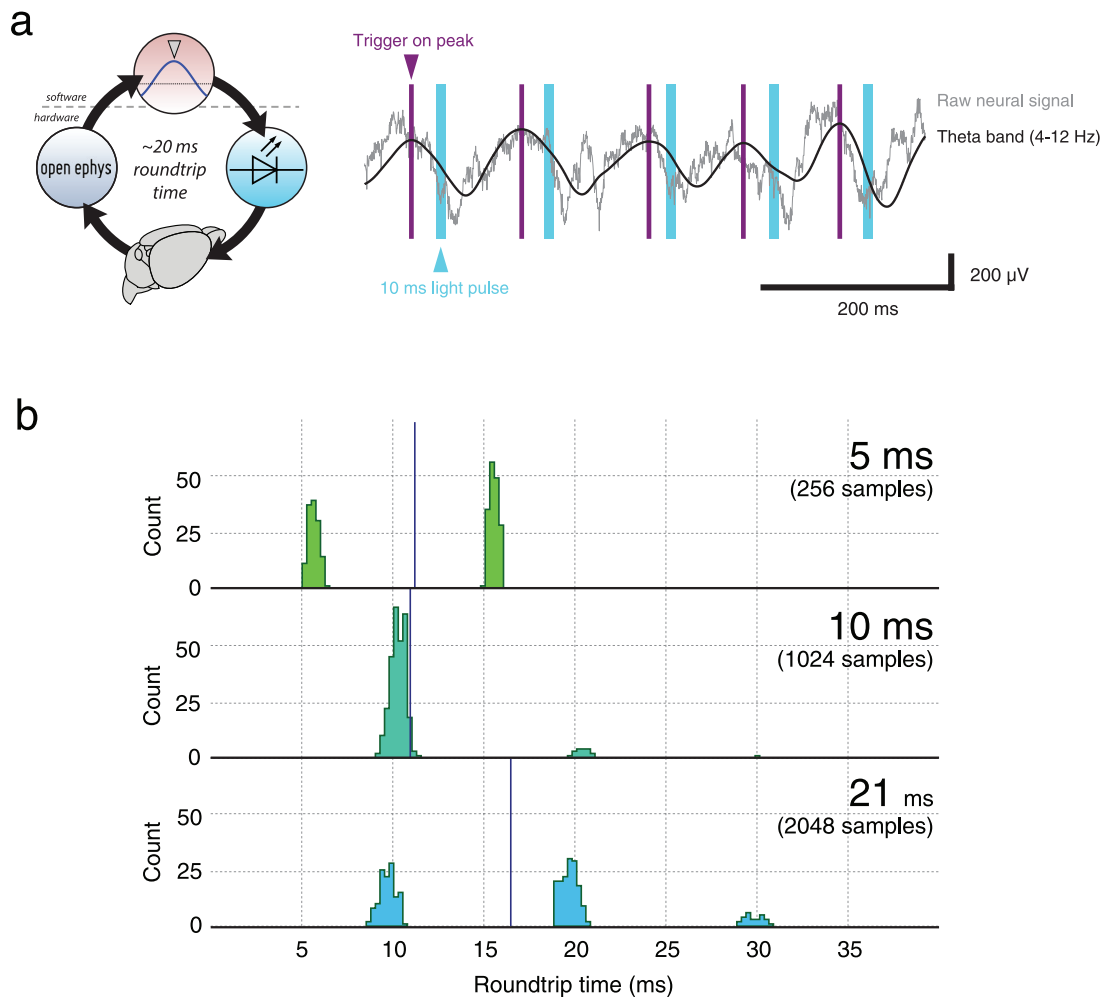 a
software
hardware
open ephys
~20 ms
roundtrip
time
Trigger on peak
10 ms light pulse
Raw neural signal
Theta band (4-12 Hz)
200 µV
200 ms
b
5 ms
(256 samples)
50
25
0
Count
10 ms
(1024 samples)
50
25
0
Count
21 ms
(2048 samples)
50
25
0
Count
5 10 15 20 25 30 35
Roundtrip time (ms)